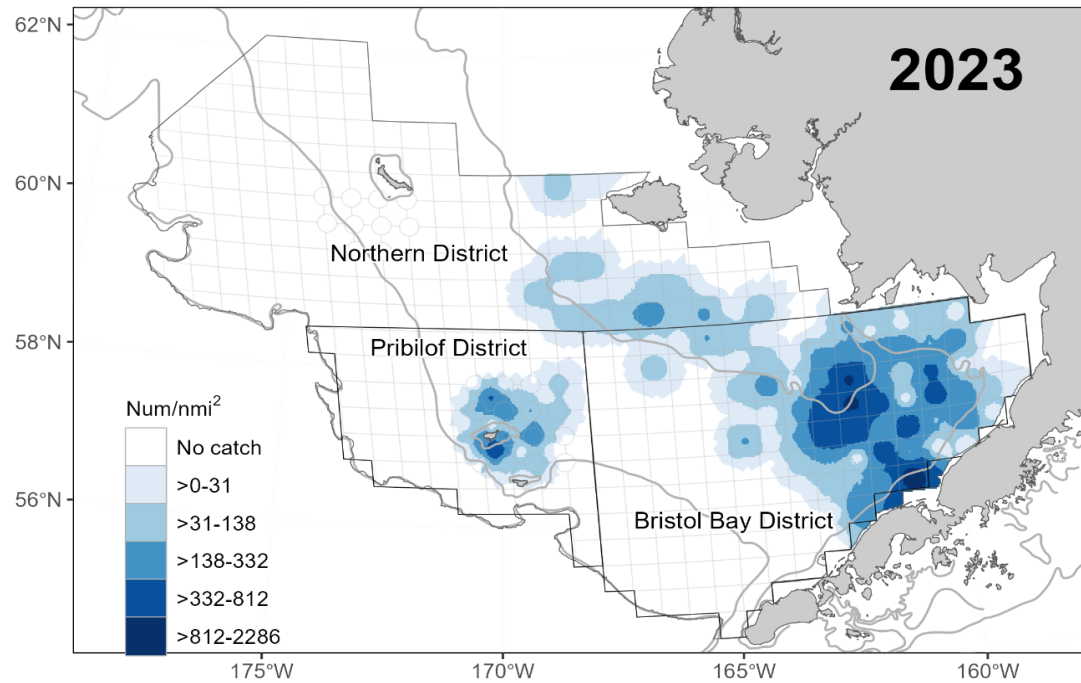 62°N
2023
60°N
Northern District
58°N
Pribilof District
Num/nmi²
No catch
>0-31
56°N
>31-138
Bristol Bay District
>138-332
>332-812
>812-2286
175°W
170°W
165°W
160°W